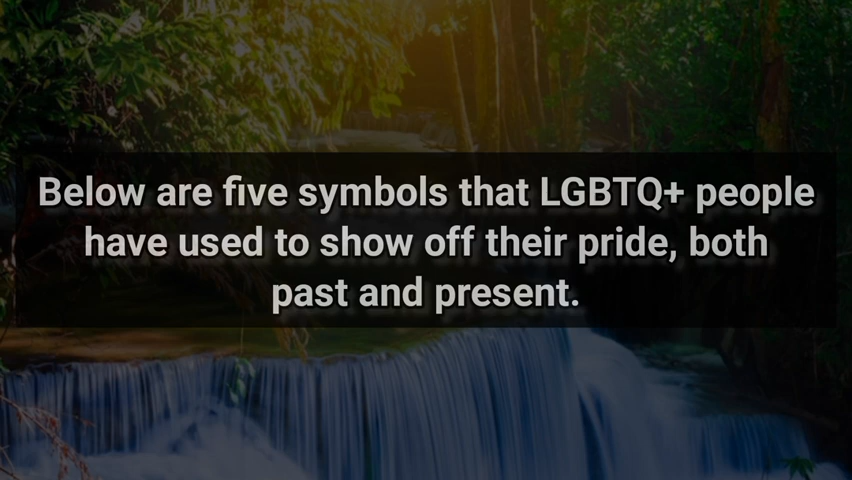 Below are five symbols that LGBTQ+ people
have used to show off their pride, both
past and present.